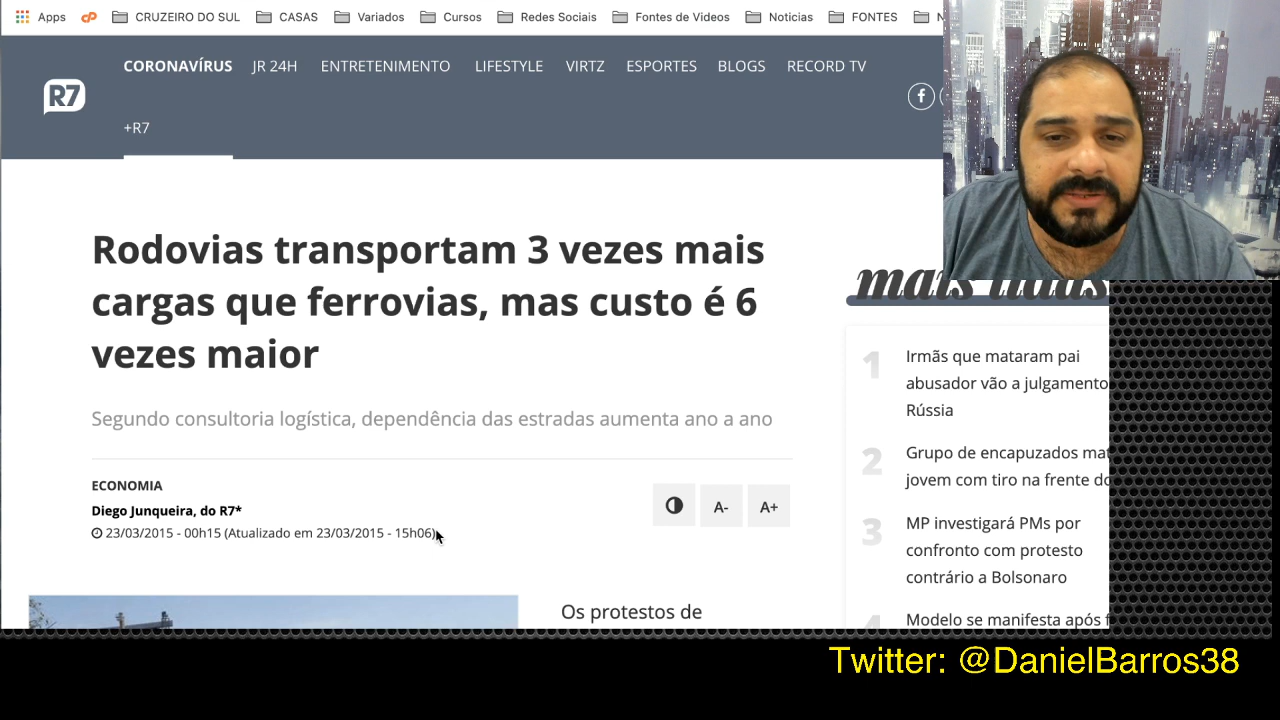 Apps
CRUZEIRO DO SUL
CASAS
Variados
Cursos
Redes Sociais
Fontes de Videos
Noticias
FONTES
N
CORONAVÍRUS JR 24H ENTRETENIMENTO LIFESTYLE VIRTZ ESPORTES BLOGS RECORD TV
R7
+R7
Rodovias transportam 3 vezes mais
cargas que ferrovias, mas custo é 6
vezes maior
Segundo consultoria logística, dependência das estradas aumenta ano a ano
ECONOMIA
Diego Junqueira, do R7*
23/03/2015 - 00h15 (Atualizado em 23/03/2015 - 15h06)
A-
A+
Os protestos de
mais lidas
1
Irmãs que mataram pai
abusador vão a julgamento
Rússia
2
Grupo de encapuzados
jovem com tiro na frente
3
MP investigará PMs por
confronto com protesto
contrário a Bolsonaro
4
Modelo se manifesta após
Twitter: @DanielBarros38